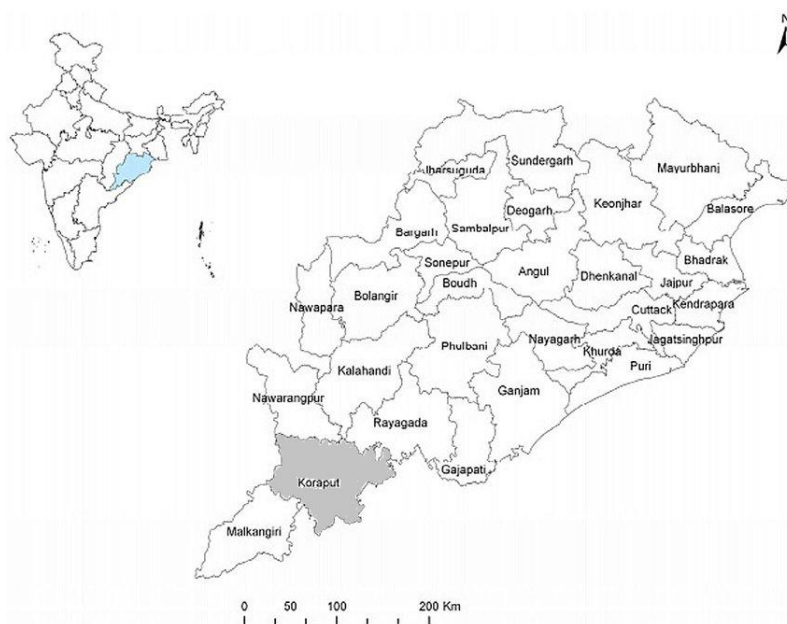 N
Sundergarh
Jharsuguda
Mayurbhanj
Deogarh
Keonjhar
Balasore
Bargarh
Sambalpur
Sonepur
Bhadrak
Angul
Dhenkanal
Boudh
Jajpur
Bolangir
Nawapara
Kendrapara
Cuttack
Nayagarh
Jagatsinghpur
Phulbani
Khurda
Puri
Kalahandi
Ganjam
Nawarangpur
Rayagada
Gajapati
Koraput
Malkangiri
0 50 100 200 Km